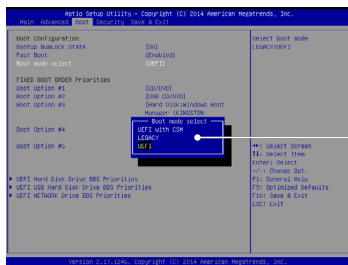 Aptio Setup Utility - Copyright (C) 2014 American Megatrends, Inc.
Main Advanced Boot Security Save & Exit
Boot Configuration
Bootup NumLock State [On]
Fast Boot [Enabled]
Boot mode select [UEFI]
FIXED BOOT ORDER Priorities
Boot Option #1 [CD/DVD]
Boot Option #2 [USB CD/DVD]
Boot Option #3 [Hard Disk:Windows Boot
Manager (KINGSTON
Boot Option #4
Boot Option #5
Boot mode select
UEFI with CSM
LEGACY
UEFI
▶ UEFI Hard Disk Drive BBS Priorities
▶ UEFI USB Hard Disk Drive BBS Priorities
▶ UEFI NETWORK Drive BBS Priorities
Select boot mode
LEGACY/UEFI
↔: Select Screen
↑↓: Select Item
Enter: Select
+/-: Change Opt.
F1: General Help
F9: Optimized Defaults
F10: Save & Exit
ESC: Exit
Version 2.17.1246. Copyright (C) 2014 American Megatrends, Inc.